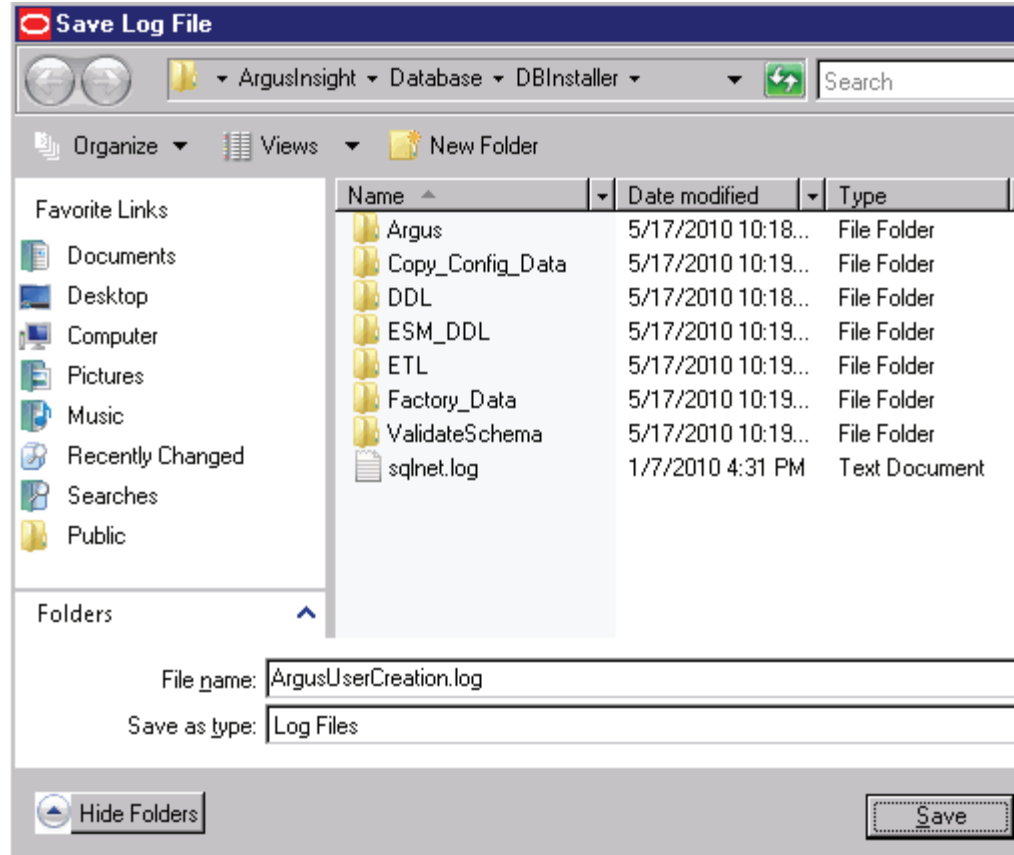 Save Log File
ArgusInsight Database DBInstaller Search
Organize Views New Folder
Favorite Links
Documents
Desktop
Computer
Pictures
Music
Recently Changed
Searches
Public
Folders
Name Date modified Type
Argus 5/17/2010 10:18... File Folder
Copy_Config_Data 5/17/2010 10:19... File Folder
DDL 5/17/2010 10:18... File Folder
ESM_DDL 5/17/2010 10:19... File Folder
ETL 5/17/2010 10:19... File Folder
Factory_Data 5/17/2010 10:19... File Folder
ValidateSchema 5/17/2010 10:19... File Folder
sqlnet.log 1/7/2010 4:31 PM Text Document
File name: ArgusUserCreation.log
Save as type: Log Files
Hide Folders Save